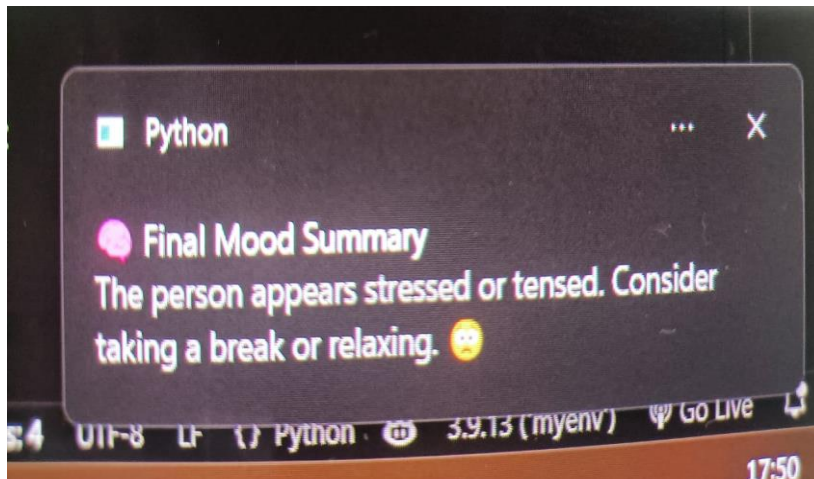 Python ... X
🧠 Final Mood Summary
The person appears stressed or tensed. Consider
taking a break or relaxing. 😟
UTF-8 LF {} Python 3.9.13 ('myenv') Go Live
17:50